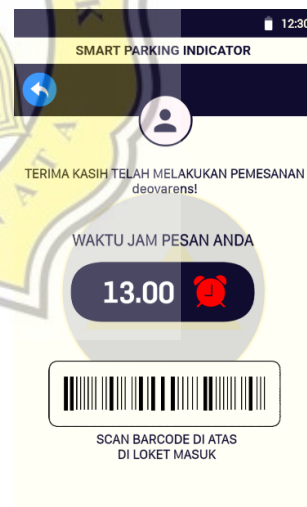 12:30
SMART PARKING INDICATOR
TERIMA KASIH TELAH MELAKUKAN PEMESANAN
deovarens!
WAKTU JAM PESAN ANDA
13.00
SCAN BARCODE DI ATAS
DI LOKET MASUK